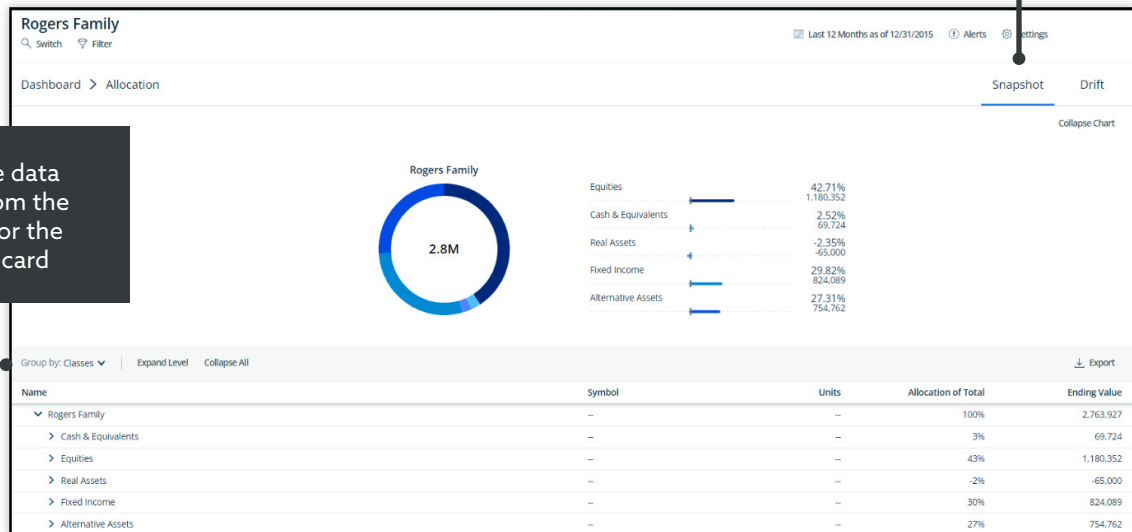 Rogers Family
Switch Filter
Last 12 Months as of 12/31/2015 Alerts
Dashboard > Allocation
Snapshot Drift
Collapse Chart
data
the
or the
card
Rogers Family
2.8M
Equities 42.71%
1,180,352
Cash & Equivalents 2.52%
69,724
Real Assets -2.35%
-65,000
Fixed Income 29.82%
824,089
Alternative Assets 27.31%
754,762
Group by: Classes Expand Level Collapse All Export
Name Symbol Units Allocation of Total Ending Value
Rogers Family -- -- 100% 2,763,927
Cash & Equivalents -- -- 3% 69,724
Equities -- -- 43% 1,180,352
Real Assets -- -- -2% -65,000
Fixed Income -- -- 30% 824,089
Alternative Assets -- -- 27% 754,762